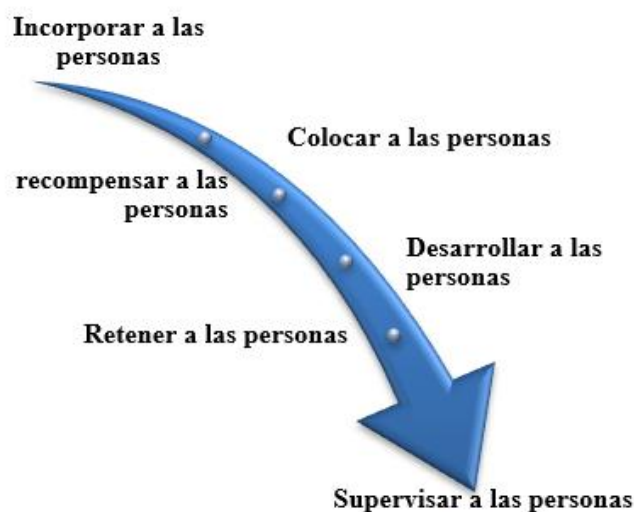 Incorporar a las
personas
Colocar a las personas
recompensar a las
personas
Desarrollar a las
personas
Retener a las personas
Supervisar a las personas